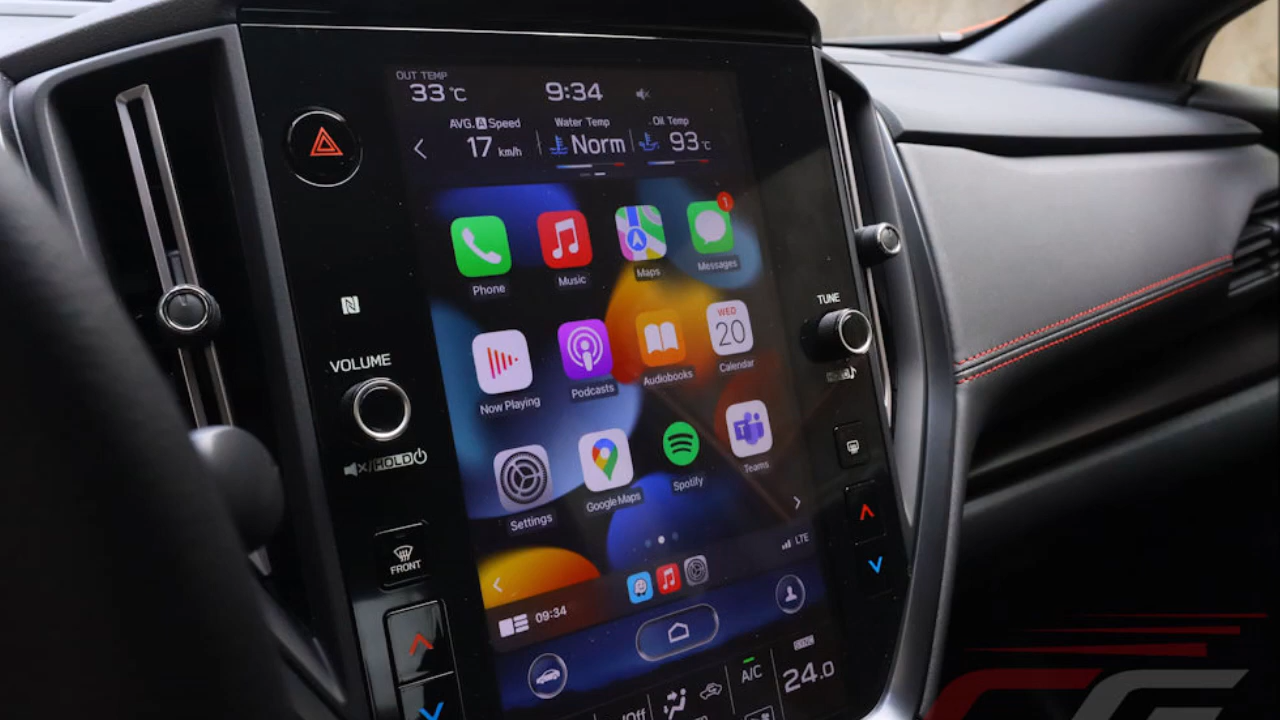 OUT TEMP
33°C 9:34
AVG. A Speed Water Temp Oil Temp
17 km/h Norm 93°C
1
Phone Music Maps Messages
WED
20
Now Playing Podcasts Audiobooks Calendar
Settings Google Maps Spotify Teams
LTE
09:34
N
VOLUME
HOLD
FRONT
TUNE
A/C
24.0
Off